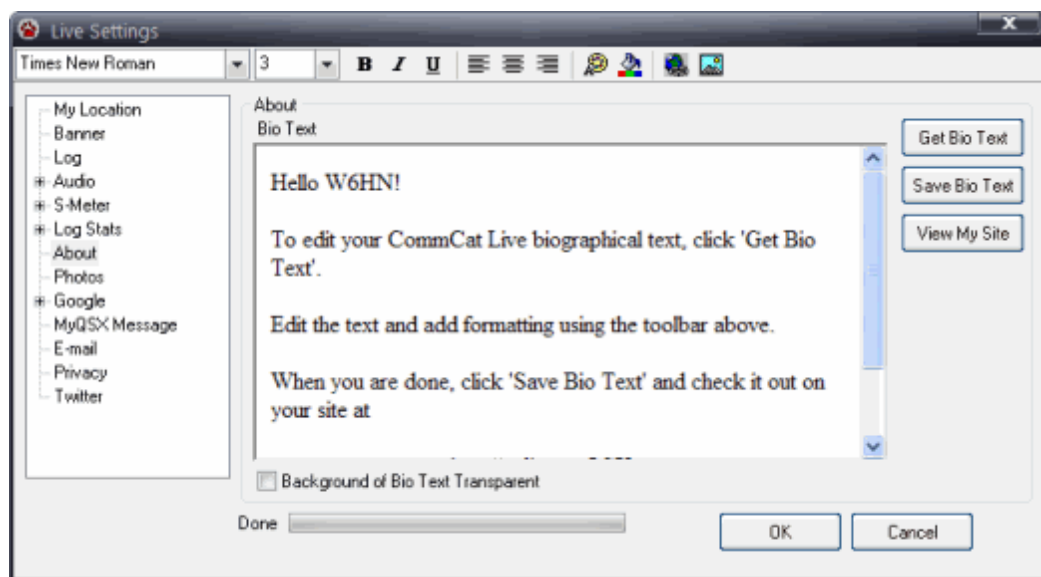 Live Settings
X
Times New Roman
3
B I U
My Location
Banner
Log
Audio
S-Meter
Log Stats
About
Photos
Google
MyQSX Message
E-mail
Privacy
Twitter
About
Bio Text
Hello W6HN!
To edit your CommCat Live biographical text, click 'Get Bio
Text'.
Edit the text and add formatting using the toolbar above.
When you are done, click 'Save Bio Text' and check it out on
your site at
Background of Bio Text Transparent
Get Bio Text
Save Bio Text
View My Site
Done
OK
Cancel